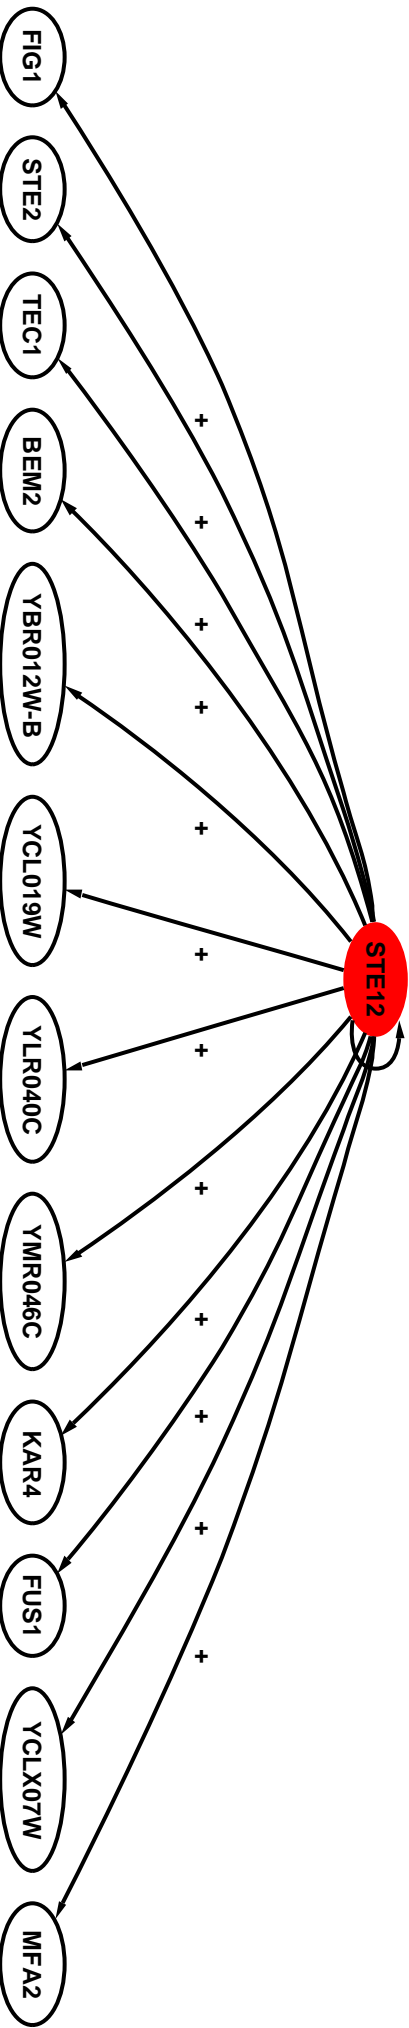 STE12
+
+
+
+
+
+
+
+
+
+
+
+
FIG1
STE2
TEC1
BEM2
YBR012W-B
YCL019W
YLR040C
YMR046C
KAR4
FUS1
YCLX07W
MFA2